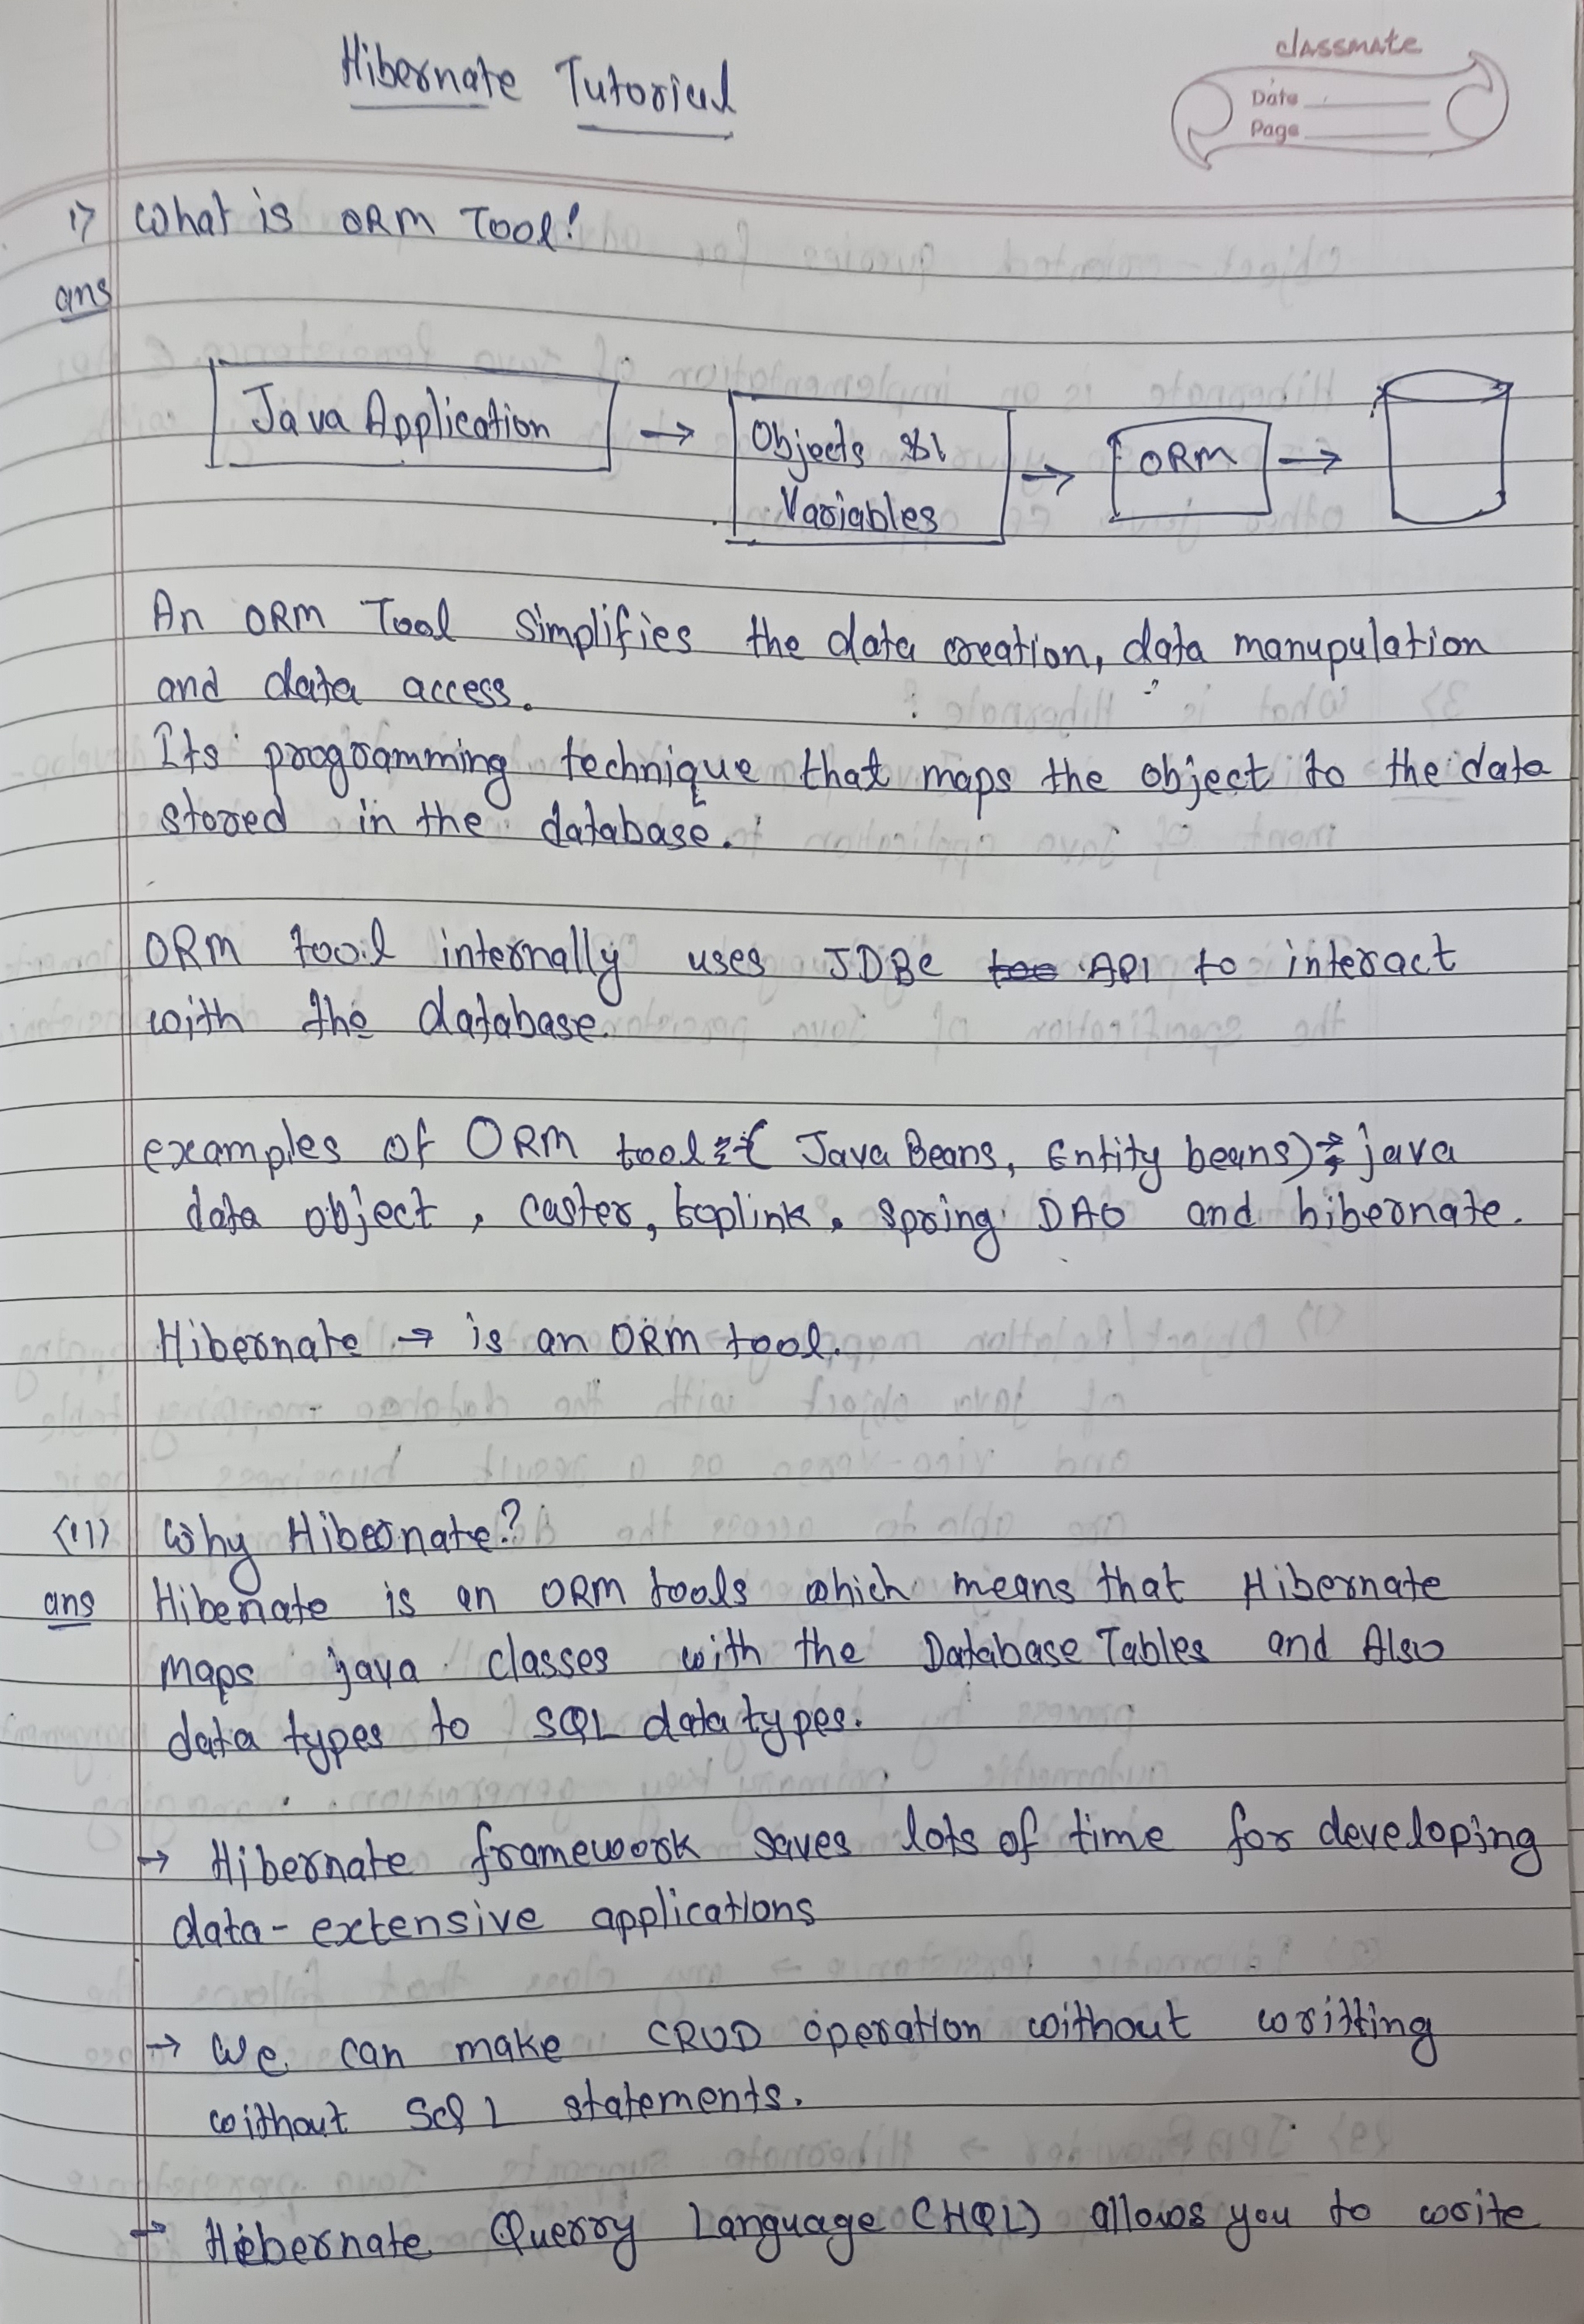 Hibernate Tutorial
classmate
Date
Page
1) What is ORM Tool?
ans
Java Application → Objects & Variables → ORM →
An ORM Tool simplifies the data creation, data manupulation
and data access.
Its programming technique that maps the object to the data
stored in the database.
ORM tool internally uses JDBC API to interact
with the database.
examples of ORM tool (Java Beans, Entity beans) java
data object, caster, toplink, spring DAO and hibernate.
Hibernate → is an ORM tool.
(11) Why Hibernate?
ans Hibernate is an ORM tools which means that Hibernate
maps java classes with the Database Tables and Also
data types to SQL data types.
→ Hibernate framework saves lots of time for developing
data-extensive applications
→ We can make CRUD operation without writting
without SQL statements.
→ Hibernate Querry Language (HQL) allows you to write